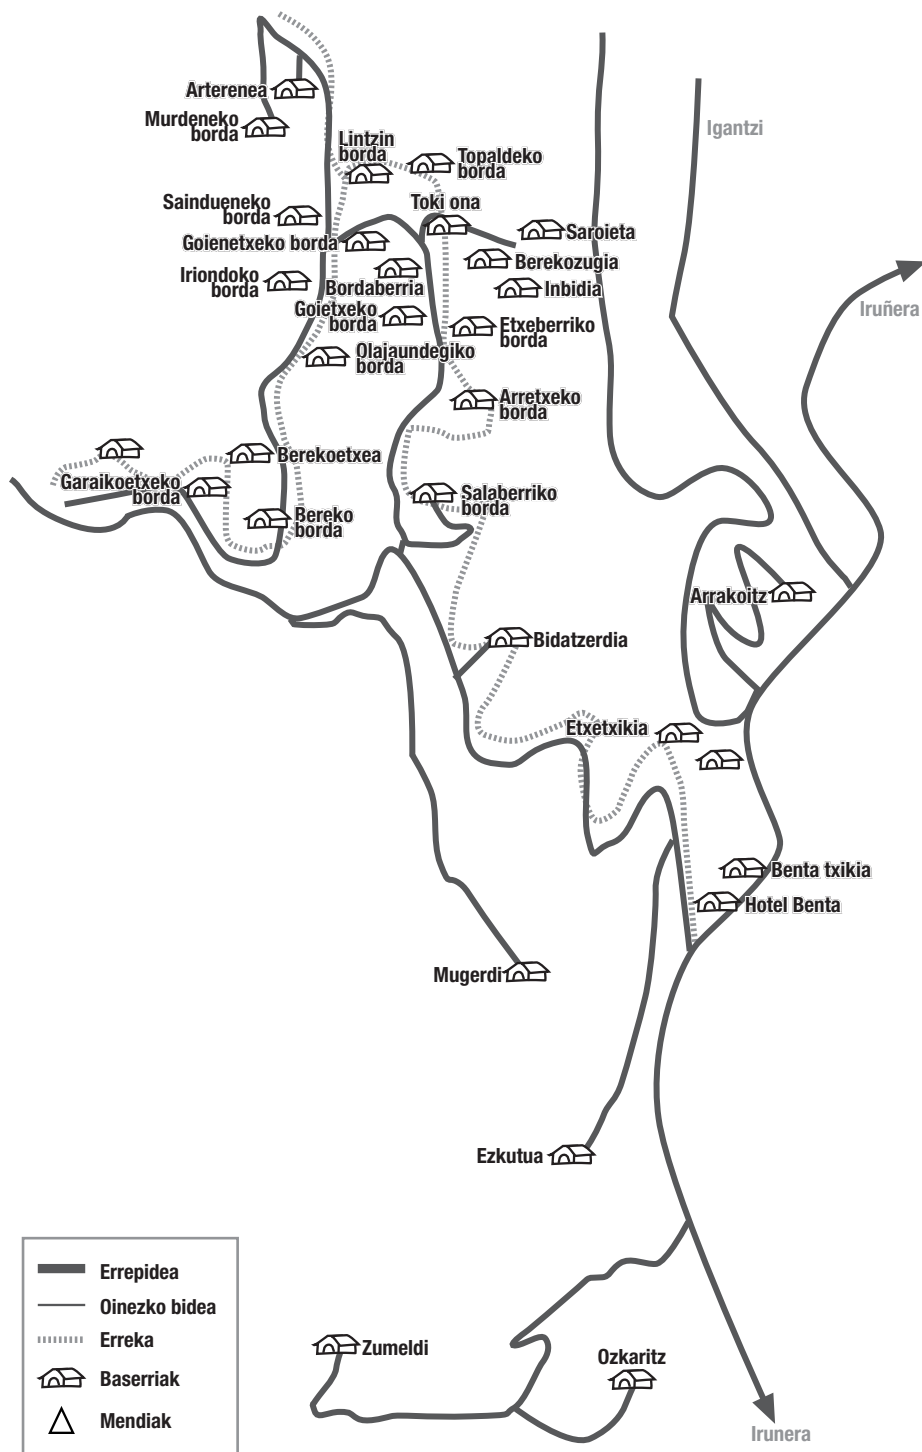 Arterenea
Murdeneko
borda
Igantzi
Lintzin
borda
Topaldeko
borda
Saindueneko
borda
Toki ona
Saroieta
Goienetxeko borda
Berekozugia
Iriondoko
borda
Bordaberria
Inbidia
Iruñera
Goietxeko
borda
Etxeberriko
borda
Olajaundegiko
borda
Arretxeko
borda
Berekoetxea
Garaikoetxeko
borda
Salaberriko
borda
Bereko
borda
Arrakoitz
Bidatzerdia
Etxetxikia
Benta txikia
Hotel Benta
Mugerdi
Ezkutua
Errepidea
Oinezko bidea
Erreka
Baserriak
Mendiak
Zumeldi
Ozkaritz
Irunera